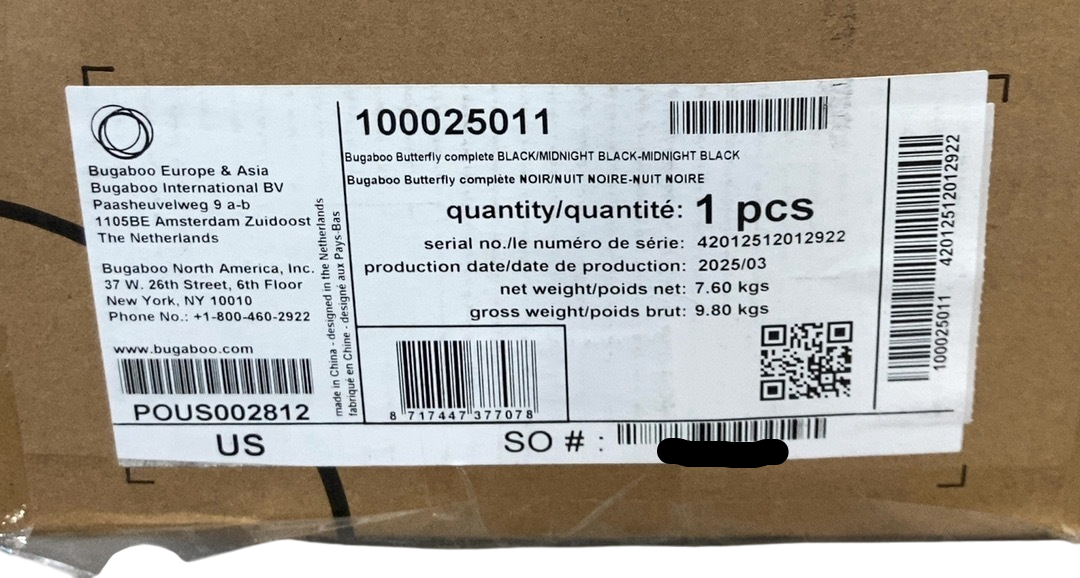 Bugaboo Europe & Asia
Bugaboo International BV
Paasheuvelweg 9 a-b
1105BE Amsterdam Zuidoost
The Netherlands
Bugaboo North America, Inc.
37 W. 26th Street, 6th Floor
New York, NY 10010
Phone No.: +1-800-460-2922
www.bugaboo.com
POUS002812
US
made in China - designed in the Netherlands
fabriqué en Chine - designé aux Pays-Bas
100025011
Bugaboo Butterfly complete BLACK/MIDNIGHT BLACK-MIDNIGHT BLACK
Bugaboo Butterfly complète NOIR/NUIT NOIRE-NUIT NOIRE
quantity/quantité: 1 pcs
serial no./le numéro de série: 42012512012922
production date/date de production: 2025/03
net weight/poids net: 7.60 kgs
gross weight/poids brut: 9.80 kgs
8 717447 377078
SO # :
100025011 42012512012922